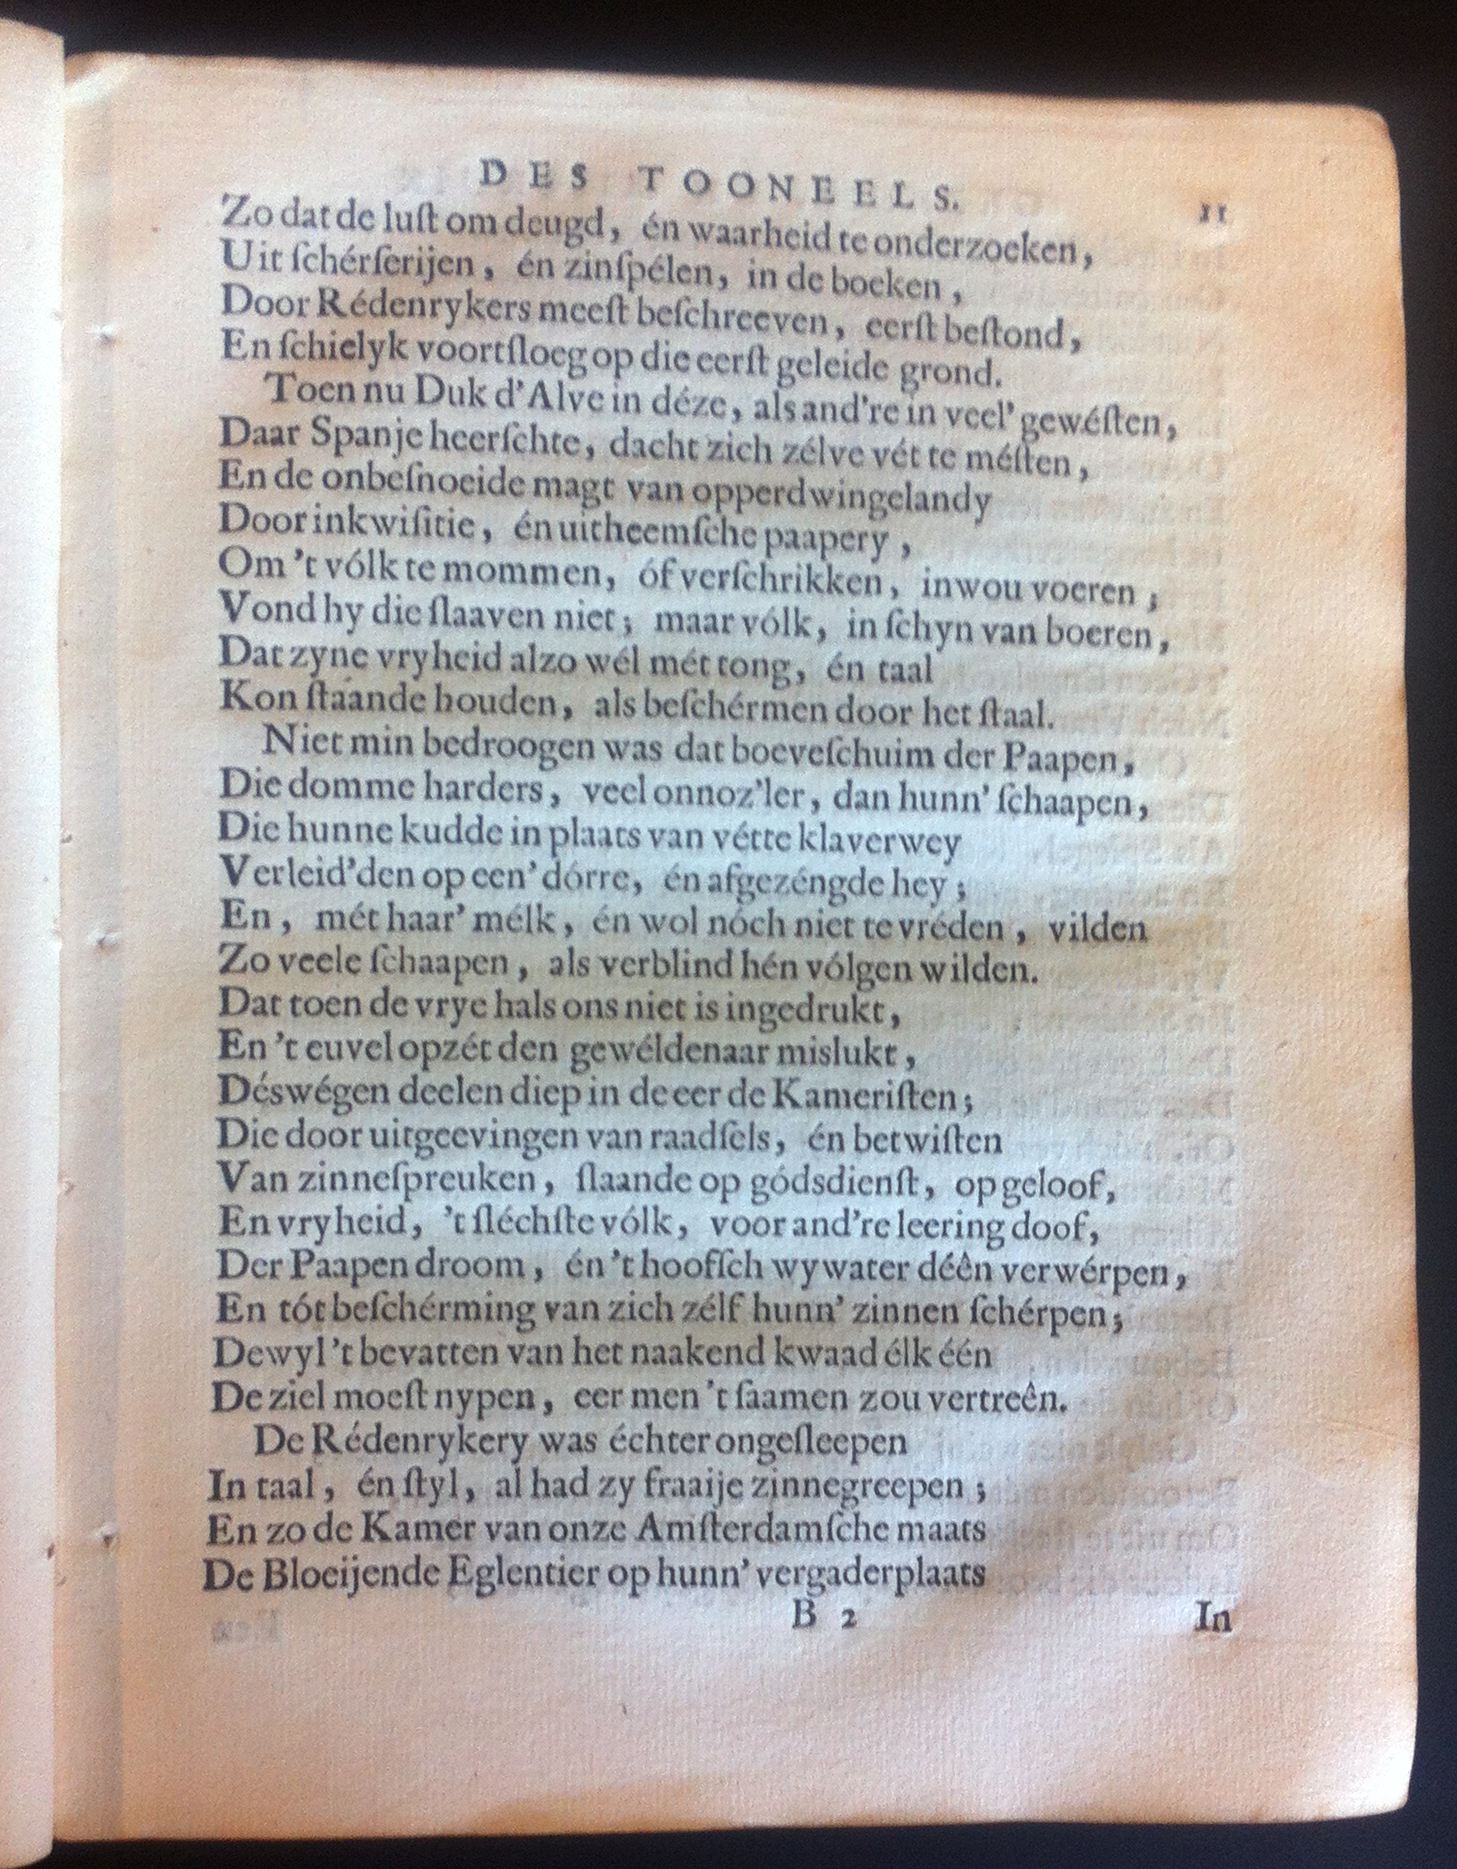 DES TOONEELS. 11
Zo dat de luſt om deugd, én waarheid te onderzoeken,
Uit ſchérſerijen, én zinſpélen, in de boeken,
Door Rédenrykers meeſt beſchreeven, eerſt beſtond,
En ſchielyk voortſloeg op die eerſt geleide grond.
Toen nu Duk d'Alve in déze, als and're in veel' gewéſten,
Daar Spanje heerſchte, dacht zich zélve vét te méſten,
En de onbeſnoeide magt van opperdwingelandy
Door inkwiſitie, én uitheemſche paapery,
Om 't vólk te mommen, óf verſchrikken, in wou voeren;
Vond hy die ſlaaven niet; maar vólk, in ſchyn van boeren,
Dat zyne vryheid alzo wél mét tong, én taal
Kon ſtaande houden, als beſchérmen door het ſtaal.
Niet min bedroogen was dat boeveſchuim der Paapen,
Die domme harders, veel onnoz'ler, dan hunn' ſchaapen,
Die hunne kudde in plaats van vétte klaverwey
Verleid'den op een' dórre, én afgezéngde hey;
En, mét haar' mélk, én wol nóch niet te vréden, vilden
Zo veele ſchaapen, als verblind hén vólgen wilden.
Dat toen de vrye hals ons niet is ingedrukt,
En 't euvel opzét den gewéldenaar mislukt,
Déswégen deelen diep in de eer de Kameriſten;
Die door uitgeevingen van raadſels, én betwiſten
Van zinneſpreuken, ſlaande op gódsdienſt, op geloof,
En vryheid, 't ſléchſte vólk, voor and're leering doof,
Der Paapen droom, én 't hoofſch wywater déên verwérpen,
En tót beſchérming van zich zélf hunn' zinnen ſchérpen;
Dewyl 't bevatten van het naakend kwaad élk één
De ziel moeſt nypen, eer men 't ſaamen zou vertreên.
De Rédenrykery was échter ongeſleepen
In taal, én ſtyl, al had zy fraaije zinnegreepen;
En zo de Kamer van onze Amſterdamſche maats
De Bloeijende Eglentier op hunn' vergaderplaats
B 2 In